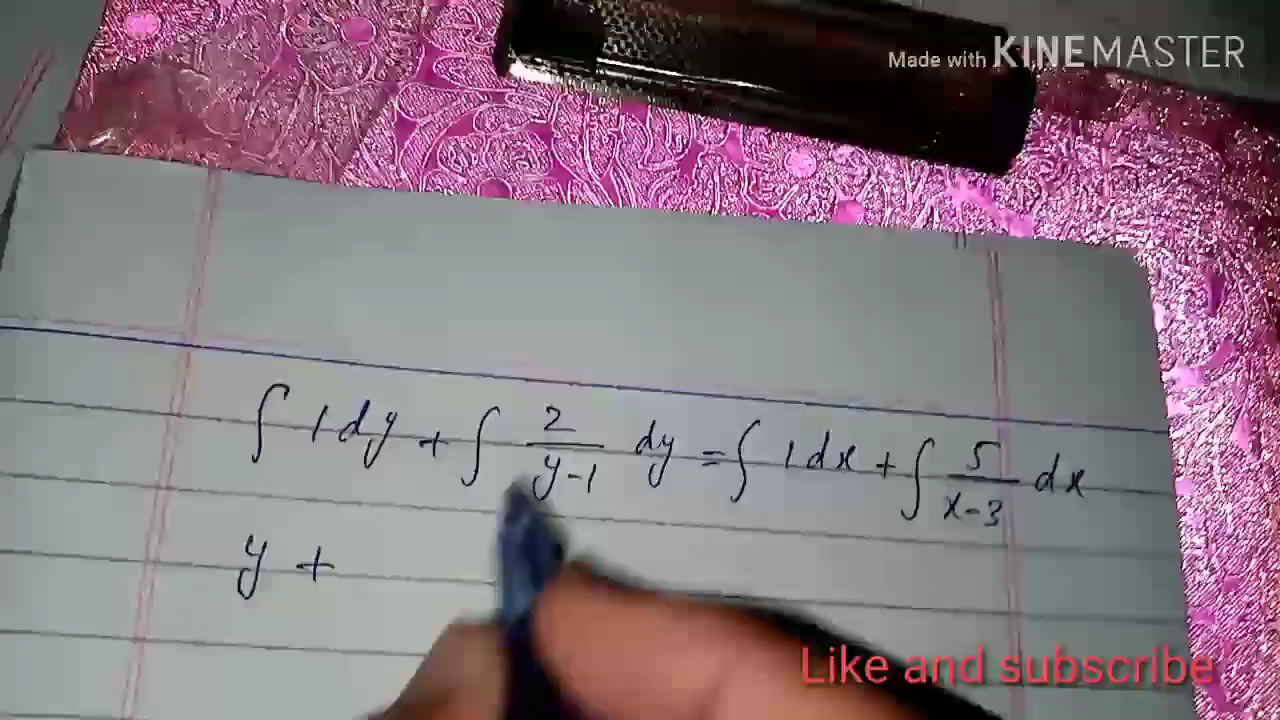 Made with KINEMASTER
∫ 1 dy + ∫ 2/(y-1) dy = ∫ 1 dx + ∫ 5/(x-3) dx
y +
Like and subscribe